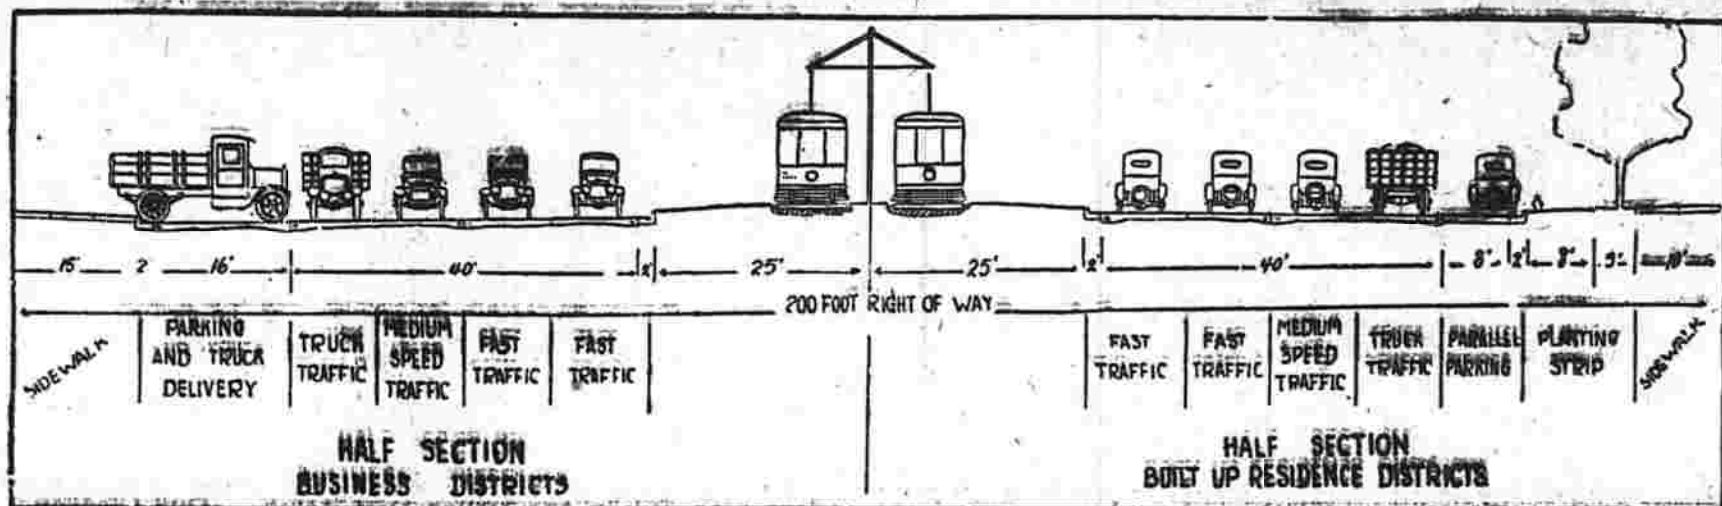 15' 2' 16' 40' 2' 25' 25' 2' 40' 8' 2' 8' 5' 10'
200 FOOT RIGHT OF WAY
SIDEWALK
PARKING
AND TRUCK
DELIVERY
TRUCK
TRAFFIC
MEDIUM
SPEED
TRAFFIC
FAST
TRAFFIC
FAST
TRAFFIC
FAST
TRAFFIC
FAST
TRAFFIC
MEDIUM
SPEED
TRAFFIC
TRUCK
TRAFFIC
PARALLEL
PARKING
PLANTING
STRIP
SIDEWALK
HALF SECTION
BUSINESS DISTRICTS
HALF SECTION
BUILT UP RESIDENCE DISTRICTS